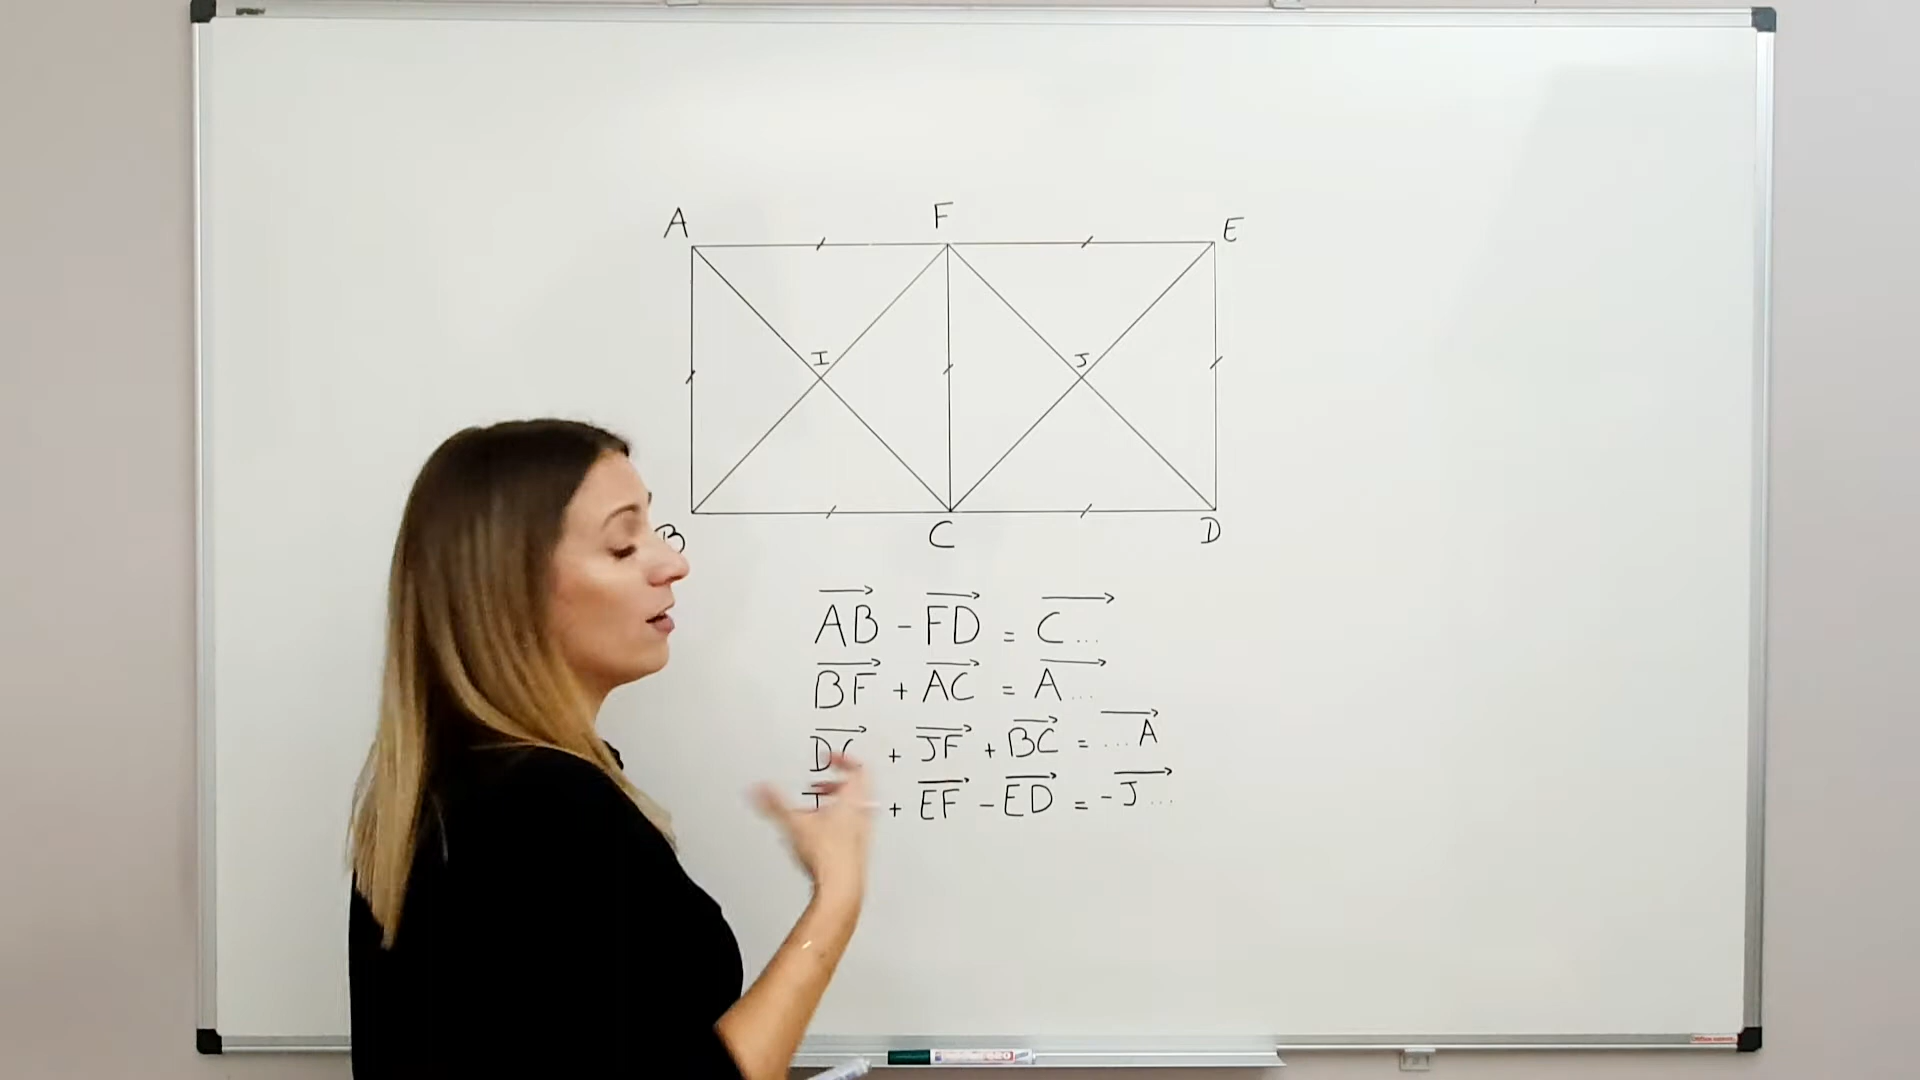 A F E
I J
B C D
AB - FD = C...
BF + AC = A...
DC + JF + BC = ...A
+ EF - ED = -J...